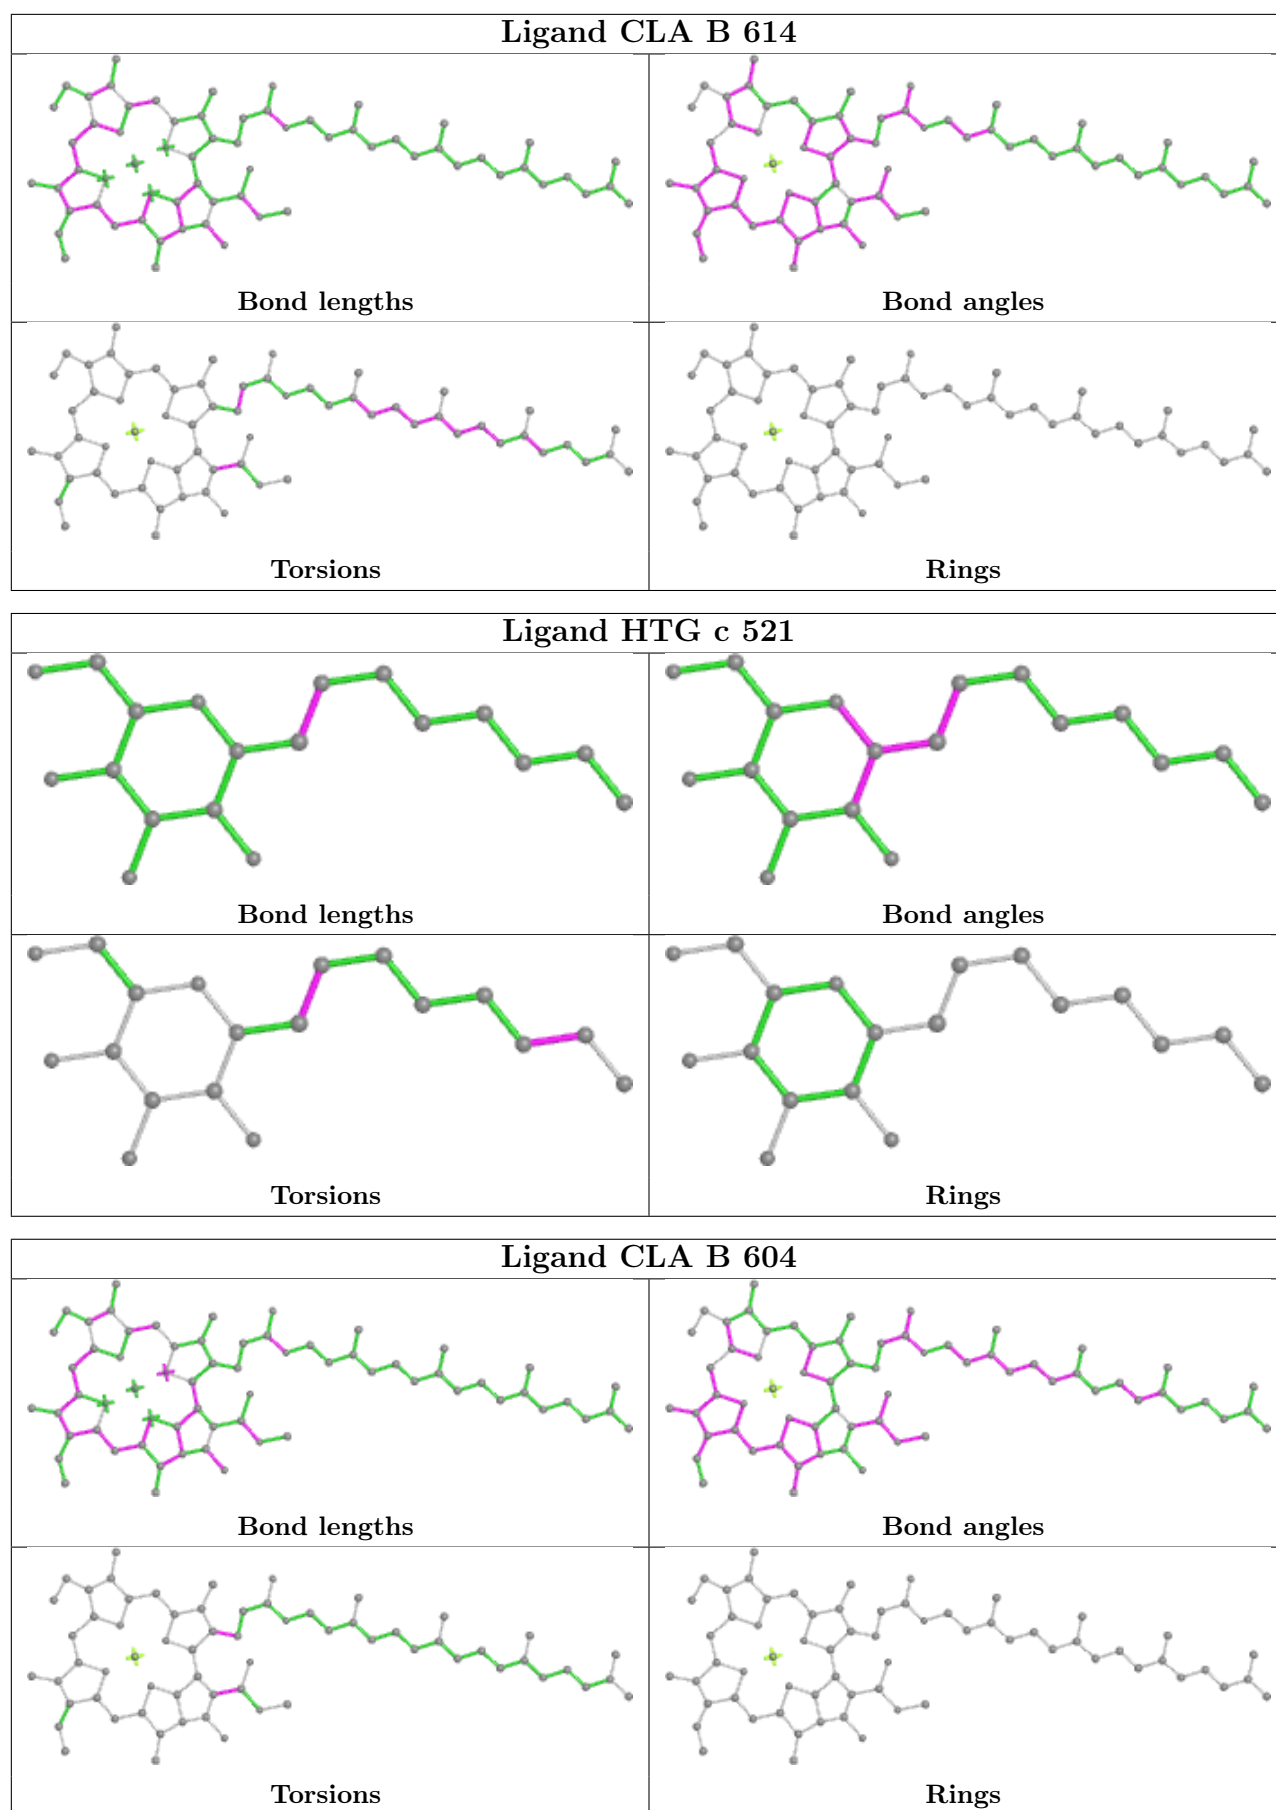 Ligand CLA B 614
Bond lengths
Bond angles
Torsions
Rings
Ligand HTG c 521
Bond lengths
Bond angles
Torsions
Rings
Ligand CLA B 604
Bond lengths
Bond angles
Torsions
Rings